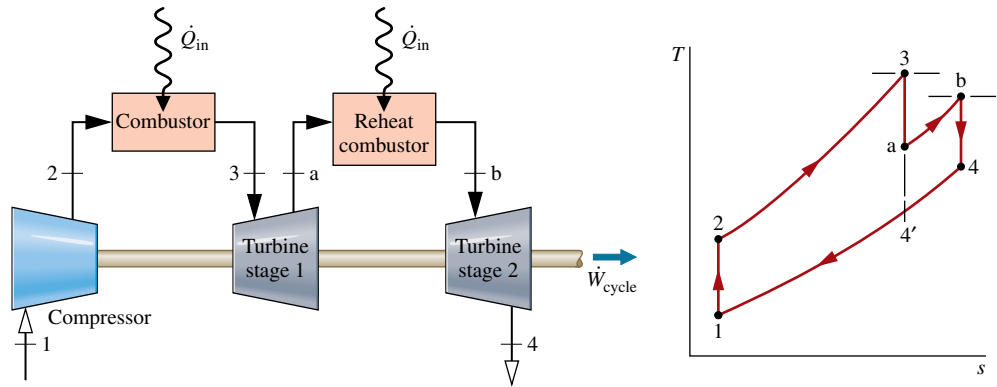 Q̇in
Q̇in
Combustor
Reheat
combustor
2
3
a
b
Turbine
stage 1
Turbine
stage 2
Ẇcycle
Compressor
1
4
T
3
b
a
4
2
4′
1
s